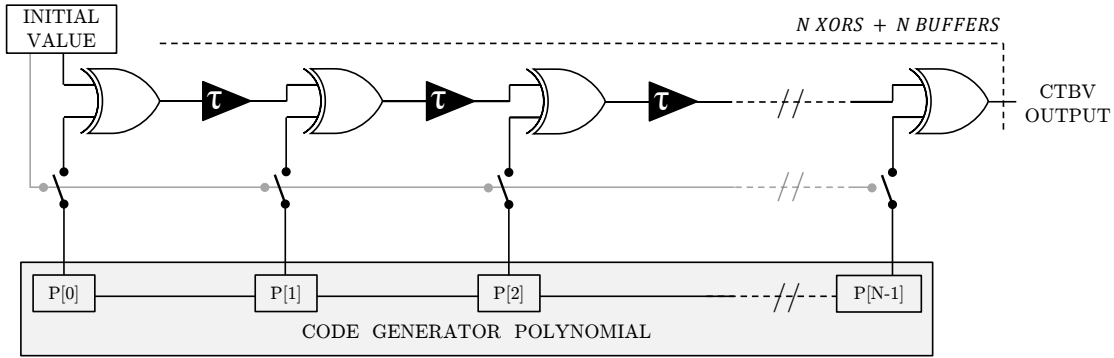 INITIAL
VALUE
N XORS + N BUFFERS
τ
τ
τ
CTBV
OUTPUT
P[0]
P[1]
P[2]
P[N-1]
CODE GENERATOR POLYNOMIAL